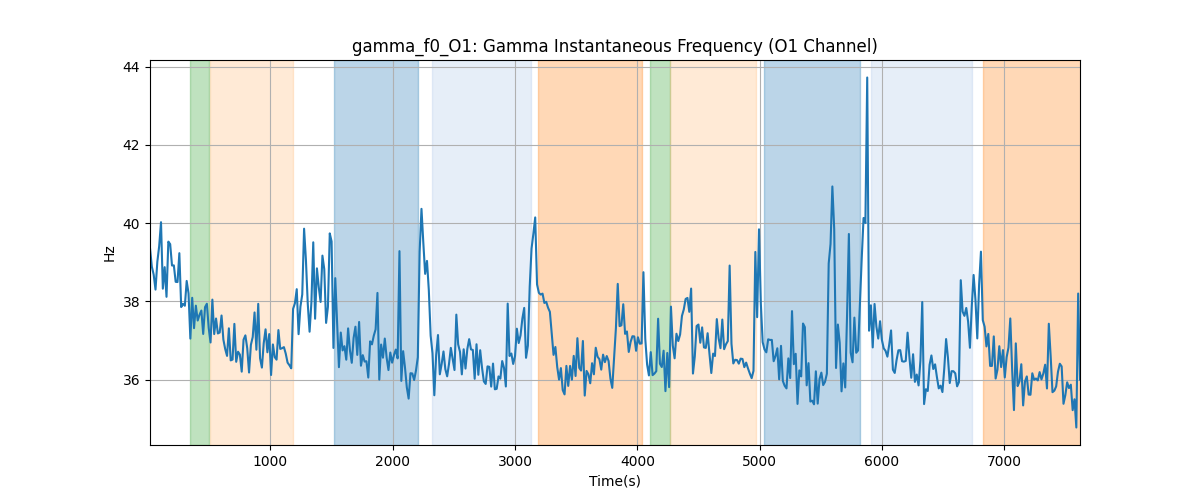 gamma_f0_O1: Gamma Instantaneous Frequency (O1 Channel)
44
42
40
38
36
Hz
1000 2000 3000 4000 5000 6000 7000
Time(s)